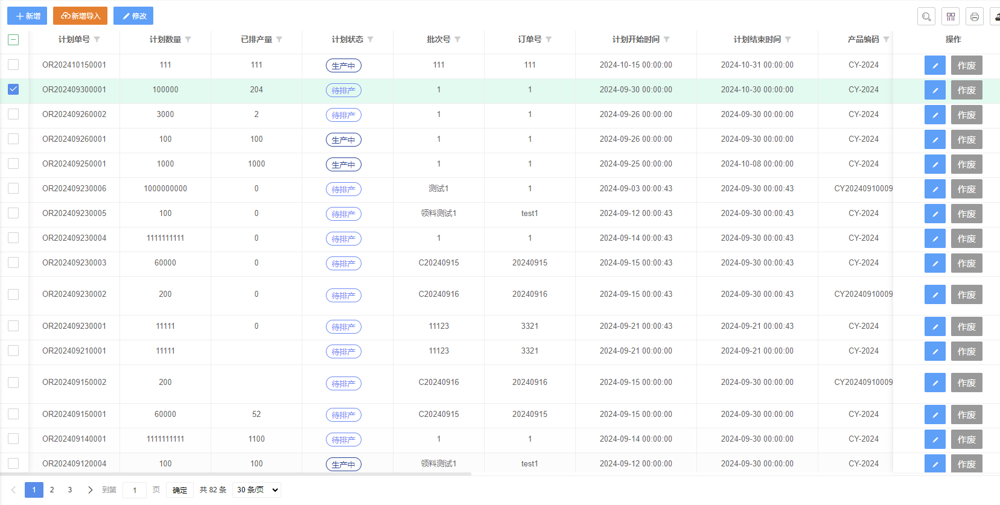 新增 新增导入 修改
计划单号 计划数量 已排产量 计划状态 批次号 订单号 计划开始时间 计划结束时间 产品编码 操作
OR202410150001 111 111 生产中 111 111 2024-10-15 00:00:00 2024-10-31 00:00:00 CY-2024 作废
OR202409300001 100000 204 待排产 1 1 2024-09-30 00:00:00 2024-10-30 00:00:00 CY-2024 作废
OR202409260002 3000 2 待排产 1 1 2024-09-26 00:00:00 2024-09-30 00:00:00 CY-2024 作废
OR202409260001 100 100 生产中 1 1 2024-09-26 00:00:00 2024-09-30 00:00:00 CY-2024 作废
OR202409250001 1000 1000 生产中 1 1 2024-09-25 00:00:00 2024-10-08 00:00:00 CY-2024 作废
OR202409230006 1000000000 0 待排产 测试1 1 2024-09-03 00:00:43 2024-09-30 00:00:43 CY20240910009 作废
OR202409230005 100 0 待排产 领料测试1 test1 2024-09-12 00:00:43 2024-09-30 00:00:43 CY-2024 作废
OR202409230004 1111111111 0 待排产 1 1 2024-09-14 00:00:43 2024-09-30 00:00:43 CY-2024 作废
OR202409230003 60000 0 待排产 C20240915 20240915 2024-09-15 00:00:43 2024-09-30 00:00:43 CY-2024 作废
OR202409230002 200 0 待排产 C20240916 20240916 2024-09-15 00:00:43 2024-09-30 00:00:43 CY20240910009 作废
OR202409230001 11111 0 待排产 11123 3321 2024-09-21 00:00:43 2024-09-21 00:00:43 CY-2024 作废
OR202409210001 11111 待排产 11123 3321 2024-09-21 00:00:00 2024-09-21 00:00:00 CY-2024 作废
OR202409150002 200 待排产 C20240916 20240916 2024-09-15 00:00:00 2024-09-30 00:00:00 CY20240910009 作废
OR202409150001 60000 52 待排产 C20240915 20240915 2024-09-15 00:00:00 2024-09-30 00:00:00 CY-2024 作废
OR202409140001 1111111111 1100 待排产 1 1 2024-09-14 00:00:00 2024-09-30 00:00:00 CY-2024 作废
OR202409120004 100 100 生产中 领料测试1 test1 2024-09-12 00:00:00 2024-09-30 00:00:00 CY-2024 作废
1 2 3 到第 1 页 确定 共 82 条 30 条/页